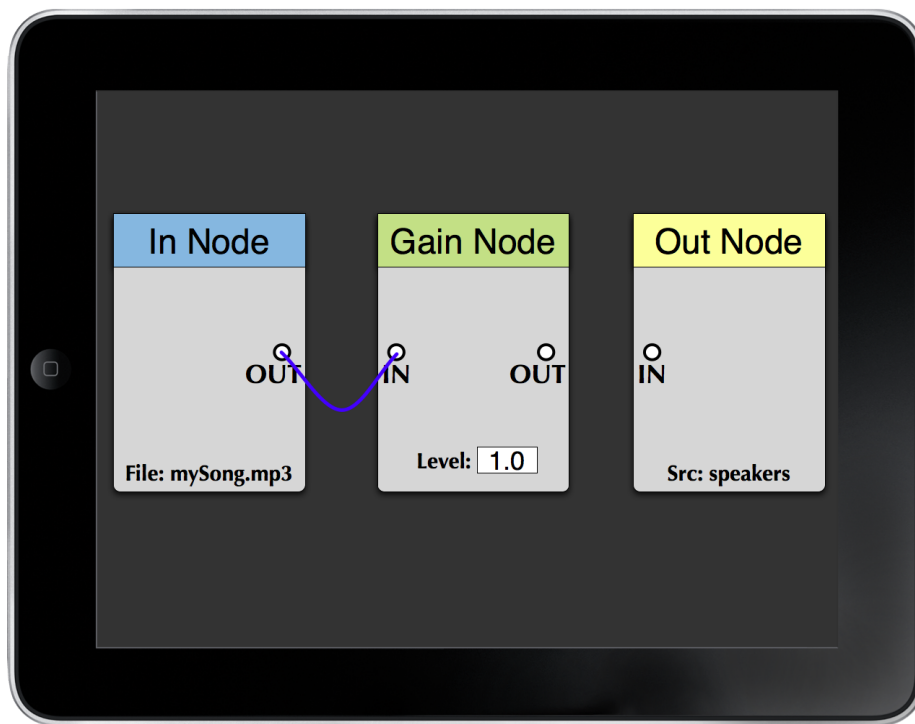 In Node
OUT
File: mySong.mp3
Gain Node
IN
OUT
Level: 1.0
Out Node
IN
Src: speakers